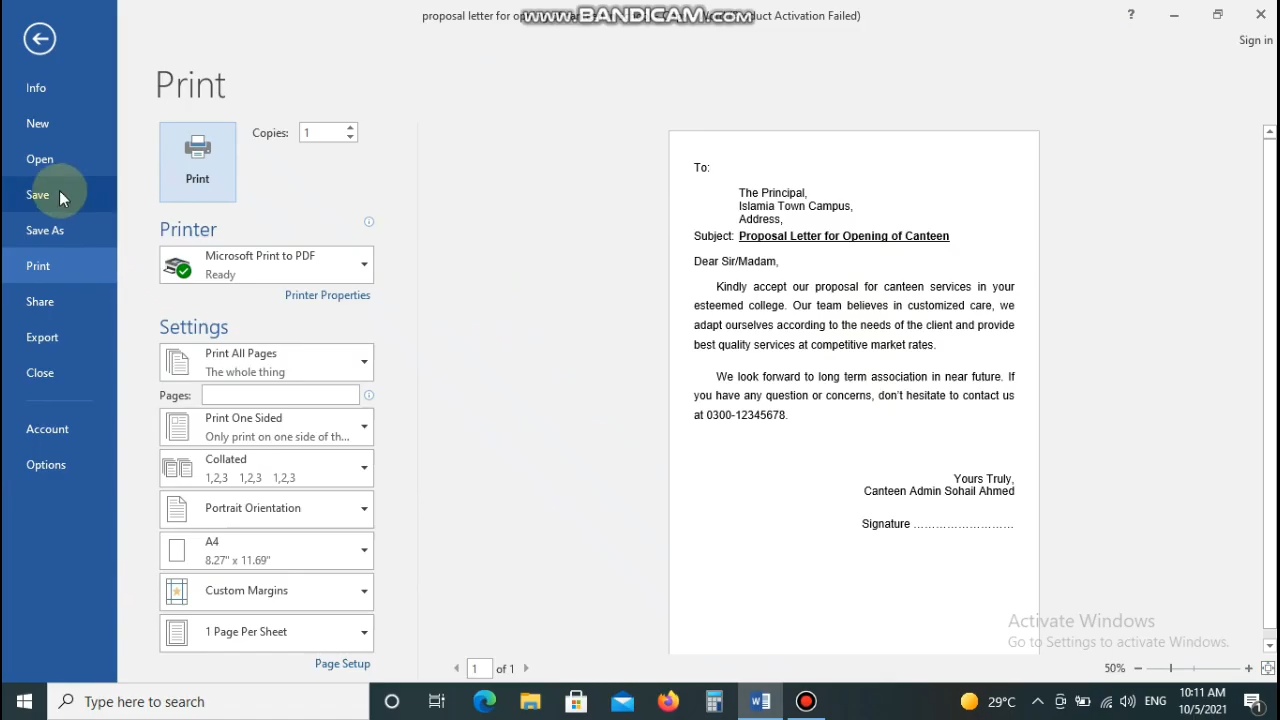 proposal letter for op
www.BANDICAM.com
duct Activation Failed)
?
Sign in
Info
New
Open
Save
Save As
Print
Share
Export
Close
Account
Options
Print
Print
Copies: 1
Printer
Microsoft Print to PDF
Ready
Printer Properties
Settings
Print All Pages
The whole thing
Pages:
Print One Sided
Only print on one side of th...
Collated
1,2,3 1,2,3 1,2,3
Portrait Orientation
A4
8.27" x 11.69"
Custom Margins
1 Page Per Sheet
Page Setup
To:
The Principal,
Islamia Town Campus,
Address,
Subject: Proposal Letter for Opening of Canteen
Dear Sir/Madam,
Kindly accept our proposal for canteen services in your
esteemed college. Our team believes in customized care, we
adapt ourselves according to the needs of the client and provide
best quality services at competitive market rates.
We look forward to long term association in near future. If
you have any question or concerns, don't hesitate to contact us
at 0300-12345678.
Yours Truly,
Canteen Admin Sohail Ahmed
Signature ………………………
Activate Windows
Go to Settings to activate Windows.
1 of 1
50%
Type here to search
29°C
ENG
10:11 AM
10/5/2021
1